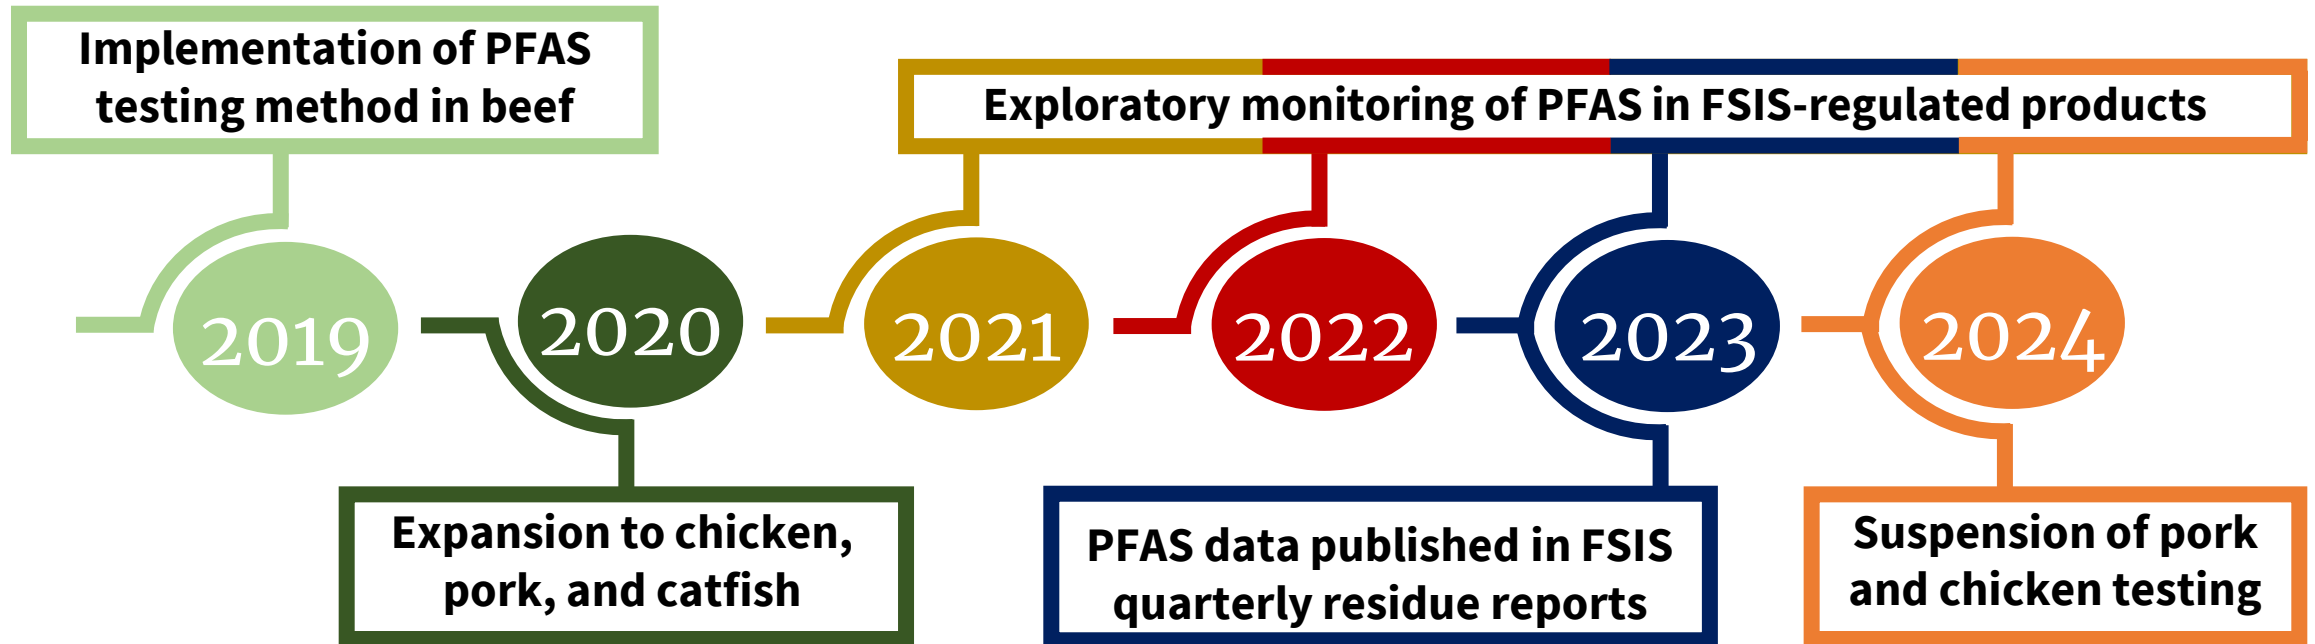 Implementation of PFAS
testing method in beef
Exploratory monitoring of PFAS in FSIS-regulated products
2019
2020
2021
2022
2023
2024
Expansion to chicken,
pork, and catfish
PFAS data published in FSIS
quarterly residue reports
Suspension of pork
and chicken testing